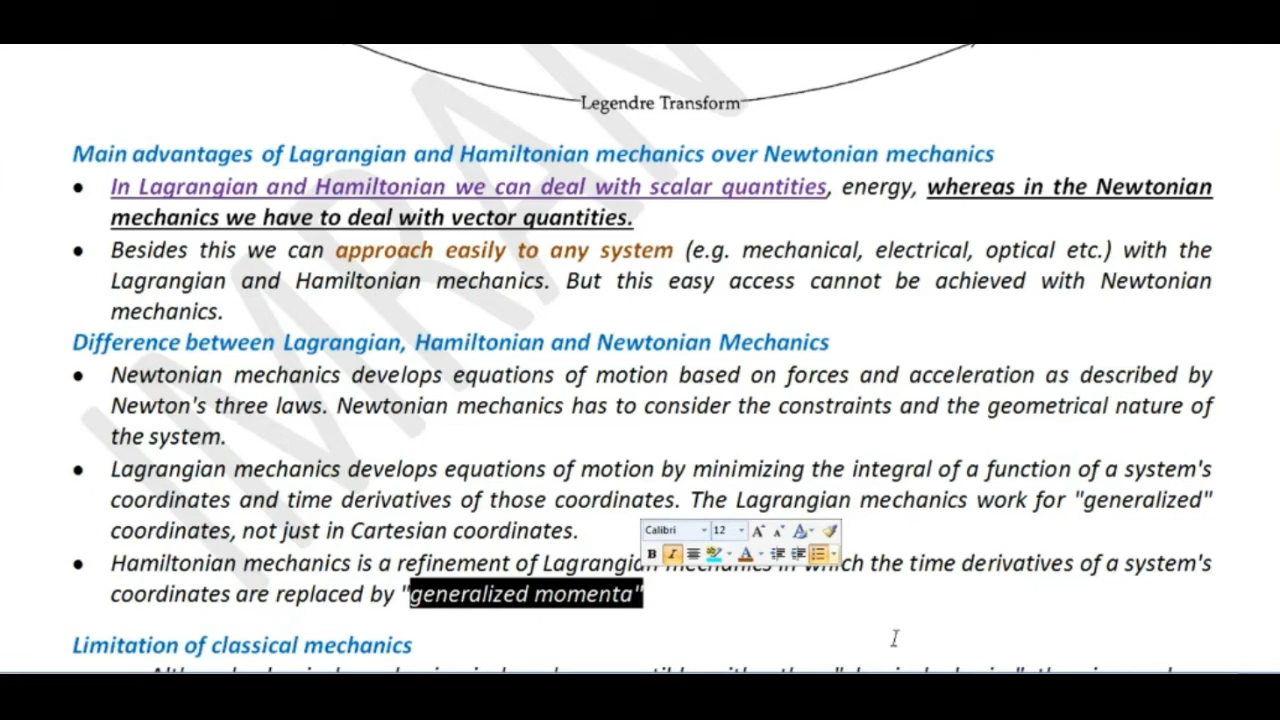 Legendre Transform
Main advantages of Lagrangian and Hamiltonian mechanics over Newtonian mechanics
• In Lagrangian and Hamiltonian we can deal with scalar quantities, energy, whereas in the Newtonian
mechanics we have to deal with vector quantities.
• Besides this we can approach easily to any system (e.g. mechanical, electrical, optical etc.) with the
Lagrangian and Hamiltonian mechanics. But this easy access cannot be achieved with Newtonian
mechanics.
Difference between Lagrangian, Hamiltonian and Newtonian Mechanics
• Newtonian mechanics develops equations of motion based on forces and acceleration as described by
Newton's three laws. Newtonian mechanics has to consider the constraints and the geometrical nature of
the system.
• Lagrangian mechanics develops equations of motion by minimizing the integral of a function of a system's
coordinates and time derivatives of those coordinates. The Lagrangian mechanics work for "generalized"
coordinates, not just in Cartesian coordinates.
Calibri 12
• Hamiltonian mechanics is a refinement of Lagrangian mechanics in which the time derivatives of a system's
coordinates are replaced by "generalized momenta"
Limitation of classical mechanics
IMRAN